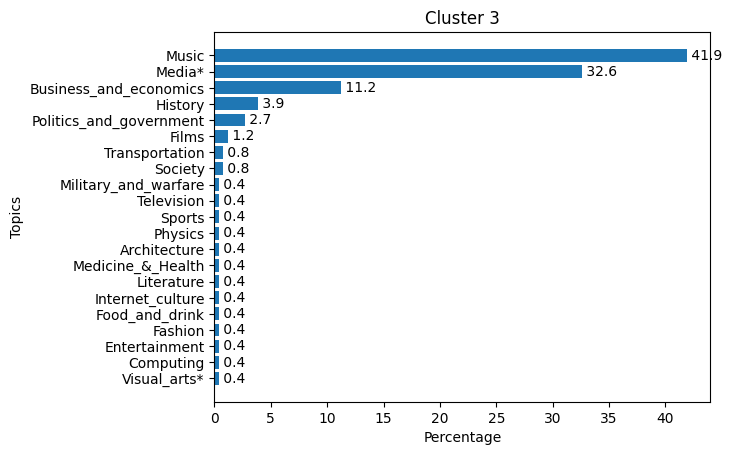 Cluster 3
Topics
Music 41.9
Media* 32.6
Business_and_economics 11.2
History 3.9
Politics_and_government 2.7
Films 1.2
Transportation 0.8
Society 0.8
Military_and_warfare 0.4
Television 0.4
Sports 0.4
Physics 0.4
Architecture 0.4
Medicine_&_Health 0.4
Literature 0.4
Internet_culture 0.4
Food_and_drink 0.4
Fashion 0.4
Entertainment 0.4
Computing 0.4
Visual_arts* 0.4
0 5 10 15 20 25 30 35 40
Percentage